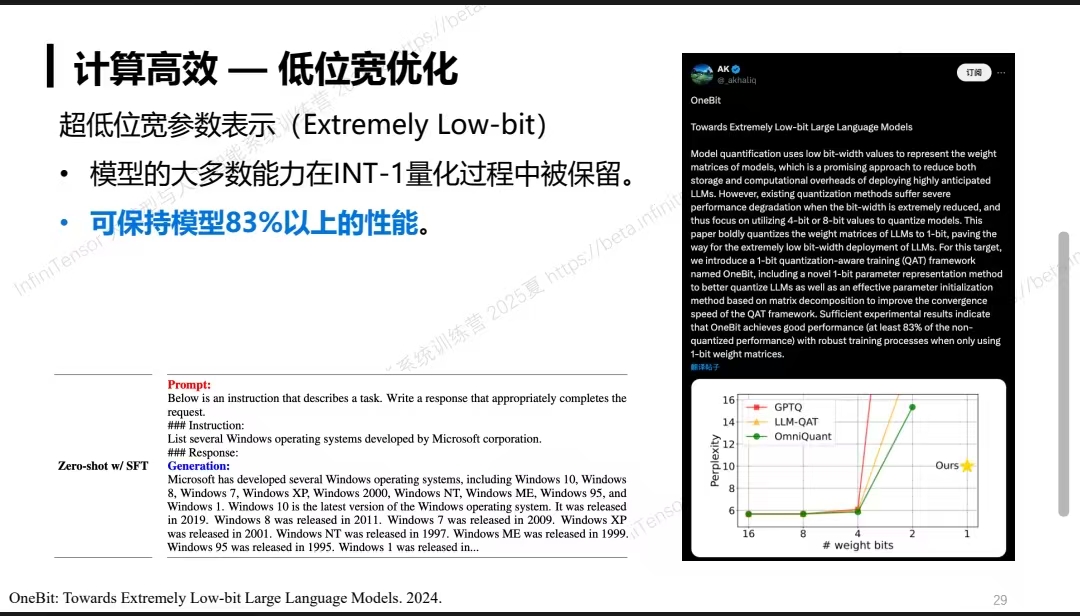 计算高效 — 低位宽优化
超低位宽参数表示（Extremely Low-bit）
• 模型的大多数能力在INT-1量化过程中被保留。
• 可保持模型83%以上的性能。
Zero-shot w/ SFT
Prompt:
Below is an instruction that describes a task. Write a response that appropriately completes the
request.
### Instruction:
List several Windows operating systems developed by Microsoft corporation.
### Response:
Generation:
Microsoft has developed several Windows operating systems, including Windows 10, Windows
8, Windows 7, Windows XP, Windows 2000, Windows NT, Windows ME, Windows 95, and
Windows 1. Windows 10 is the latest version of the Windows operating system. It was released
in 2019. Windows 8 was released in 2011. Windows 7 was released in 2009. Windows XP
was released in 2001. Windows NT was released in 1997. Windows ME was released in 1999.
Windows 95 was released in 1995. Windows 1 was released in...
AK
@_akhaliq
订阅
OneBit
Towards Extremely Low-bit Large Language Models
Model quantification uses low bit-width values to represent the weight
matrices of models, which is a promising approach to reduce both
storage and computational overheads of deploying highly anticipated
LLMs. However, existing quantization methods suffer severe
performance degradation when the bit-width is extremely reduced, and
thus focus on utilizing 4-bit or 8-bit values to quantize models. This
paper boldly quantizes the weight matrices of LLMs to 1-bit, paving the
way for the extremely low bit-width deployment of LLMs. For this target,
we introduce a 1-bit quantization-aware training (QAT) framework
named OneBit, including a novel 1-bit parameter representation method
to better quantize LLMs as well as an effective parameter initialization
method based on matrix decomposition to improve the convergence
speed of the QAT framework. Sufficient experimental results indicate
that OneBit achieves good performance (at least 83% of the non-
quantized performance) with robust training processes when only using
1-bit weight matrices.
翻译帖子
GPTQ
LLM-QAT
OmniQuant
Ours
Perplexity
16
14
12
10
8
6
16 8 4 2 1
# weight bits
OneBit: Towards Extremely Low-bit Large Language Models. 2024.
29